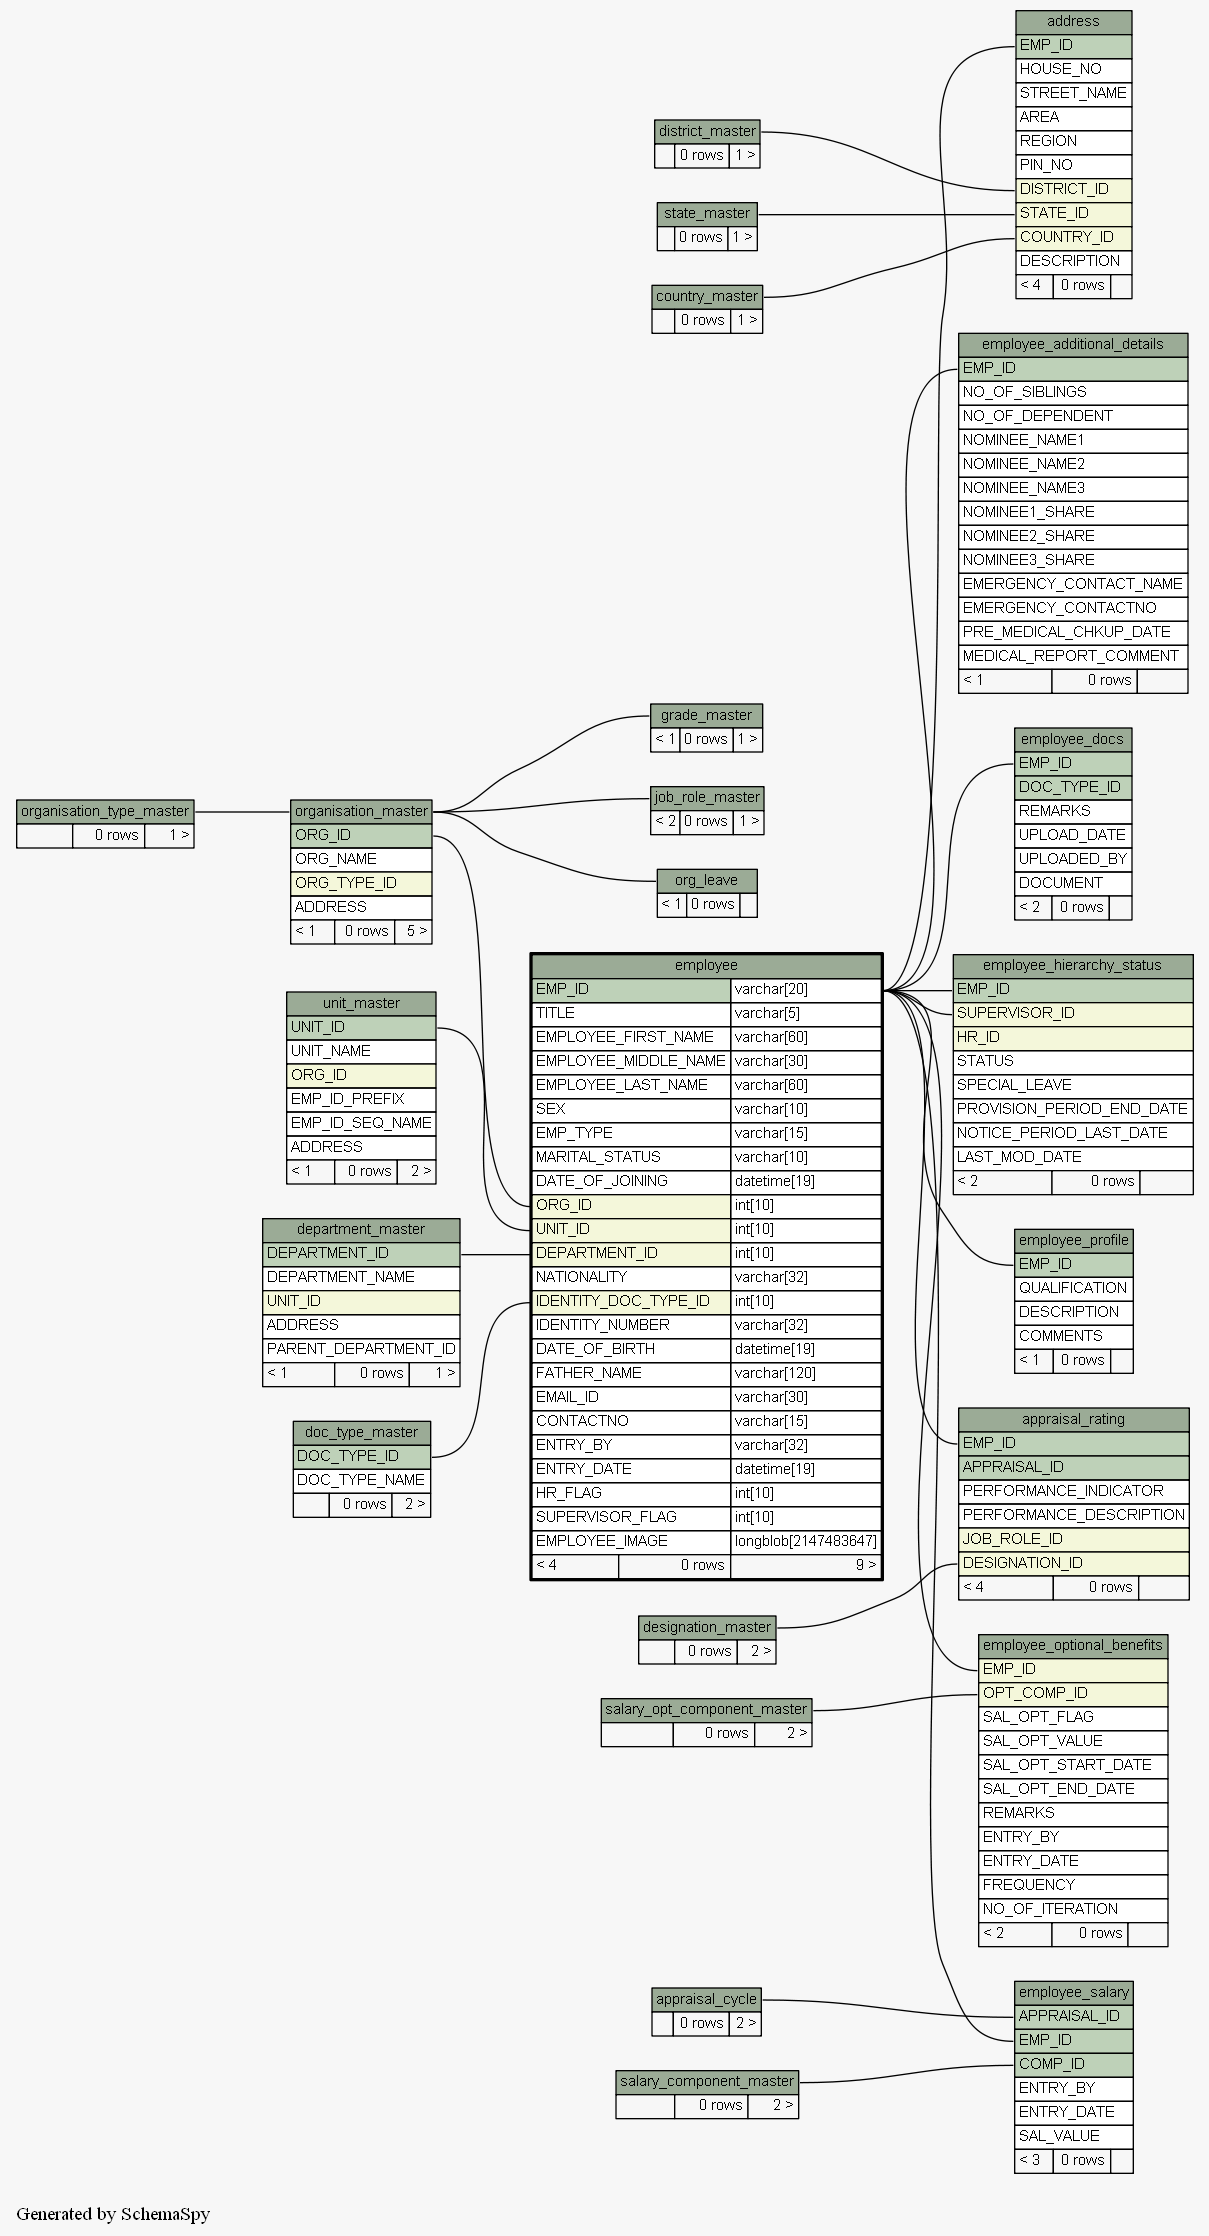 address
EMP_ID
HOUSE_NO
STREET_NAME
AREA
REGION
PIN_NO
DISTRICT_ID
STATE_ID
COUNTRY_ID
DESCRIPTION
< 4 0 rows
district_master
0 rows 1 >
state_master
0 rows 1 >
country_master
0 rows 1 >
employee_additional_details
EMP_ID
NO_OF_SIBLINGS
NO_OF_DEPENDENT
NOMINEE_NAME1
NOMINEE_NAME2
NOMINEE_NAME3
NOMINEE1_SHARE
NOMINEE2_SHARE
NOMINEE3_SHARE
EMERGENCY_CONTACT_NAME
EMERGENCY_CONTACTNO
PRE_MEDICAL_CHKUP_DATE
MEDICAL_REPORT_COMMENT
< 1 0 rows
grade_master
< 1 0 rows 1 >
job_role_master
< 2 0 rows 1 >
org_leave
< 1 0 rows
organisation_type_master
0 rows 1 >
organisation_master
ORG_ID
ORG_NAME
ORG_TYPE_ID
ADDRESS
< 1 0 rows 5 >
employee_docs
EMP_ID
DOC_TYPE_ID
REMARKS
UPLOAD_DATE
UPLOADED_BY
DOCUMENT
< 2 0 rows
unit_master
UNIT_ID
UNIT_NAME
ORG_ID
EMP_ID_PREFIX
EMP_ID_SEQ_NAME
ADDRESS
< 1 0 rows 2 >
department_master
DEPARTMENT_ID
DEPARTMENT_NAME
UNIT_ID
ADDRESS
PARENT_DEPARTMENT_ID
< 1 0 rows 1 >
doc_type_master
DOC_TYPE_ID
DOC_TYPE_NAME
0 rows 2 >
employee
EMP_ID varchar[20]
TITLE varchar[5]
EMPLOYEE_FIRST_NAME varchar[60]
EMPLOYEE_MIDDLE_NAME varchar[30]
EMPLOYEE_LAST_NAME varchar[60]
SEX varchar[10]
EMP_TYPE varchar[15]
MARITAL_STATUS varchar[10]
DATE_OF_JOINING datetime[19]
ORG_ID int[10]
UNIT_ID int[10]
DEPARTMENT_ID int[10]
NATIONALITY varchar[32]
IDENTITY_DOC_TYPE_ID int[10]
IDENTITY_NUMBER varchar[32]
DATE_OF_BIRTH datetime[19]
FATHER_NAME varchar[120]
EMAIL_ID varchar[30]
CONTACTNO varchar[15]
ENTRY_BY varchar[32]
ENTRY_DATE datetime[19]
HR_FLAG int[10]
SUPERVISOR_FLAG int[10]
EMPLOYEE_IMAGE longblob[2147483647]
< 4 0 rows 9 >
employee_hierarchy_status
EMP_ID
SUPERVISOR_ID
HR_ID
STATUS
SPECIAL_LEAVE
PROVISION_PERIOD_END_DATE
NOTICE_PERIOD_LAST_DATE
LAST_MOD_DATE
< 2 0 rows
employee_profile
EMP_ID
QUALIFICATION
DESCRIPTION
COMMENTS
< 1 0 rows
appraisal_rating
EMP_ID
APPRAISAL_ID
PERFORMANCE_INDICATOR
PERFORMANCE_DESCRIPTION
JOB_ROLE_ID
DESIGNATION_ID
< 4 0 rows
designation_master
0 rows 2 >
salary_opt_component_master
0 rows 2 >
employee_optional_benefits
EMP_ID
OPT_COMP_ID
SAL_OPT_FLAG
SAL_OPT_VALUE
SAL_OPT_START_DATE
SAL_OPT_END_DATE
REMARKS
ENTRY_BY
ENTRY_DATE
FREQUENCY
NO_OF_ITERATION
< 2 0 rows
appraisal_cycle
0 rows 2 >
salary_component_master
0 rows 2 >
employee_salary
APPRAISAL_ID
EMP_ID
COMP_ID
ENTRY_BY
ENTRY_DATE
SAL_VALUE
< 3 0 rows
Generated by SchemaSpy